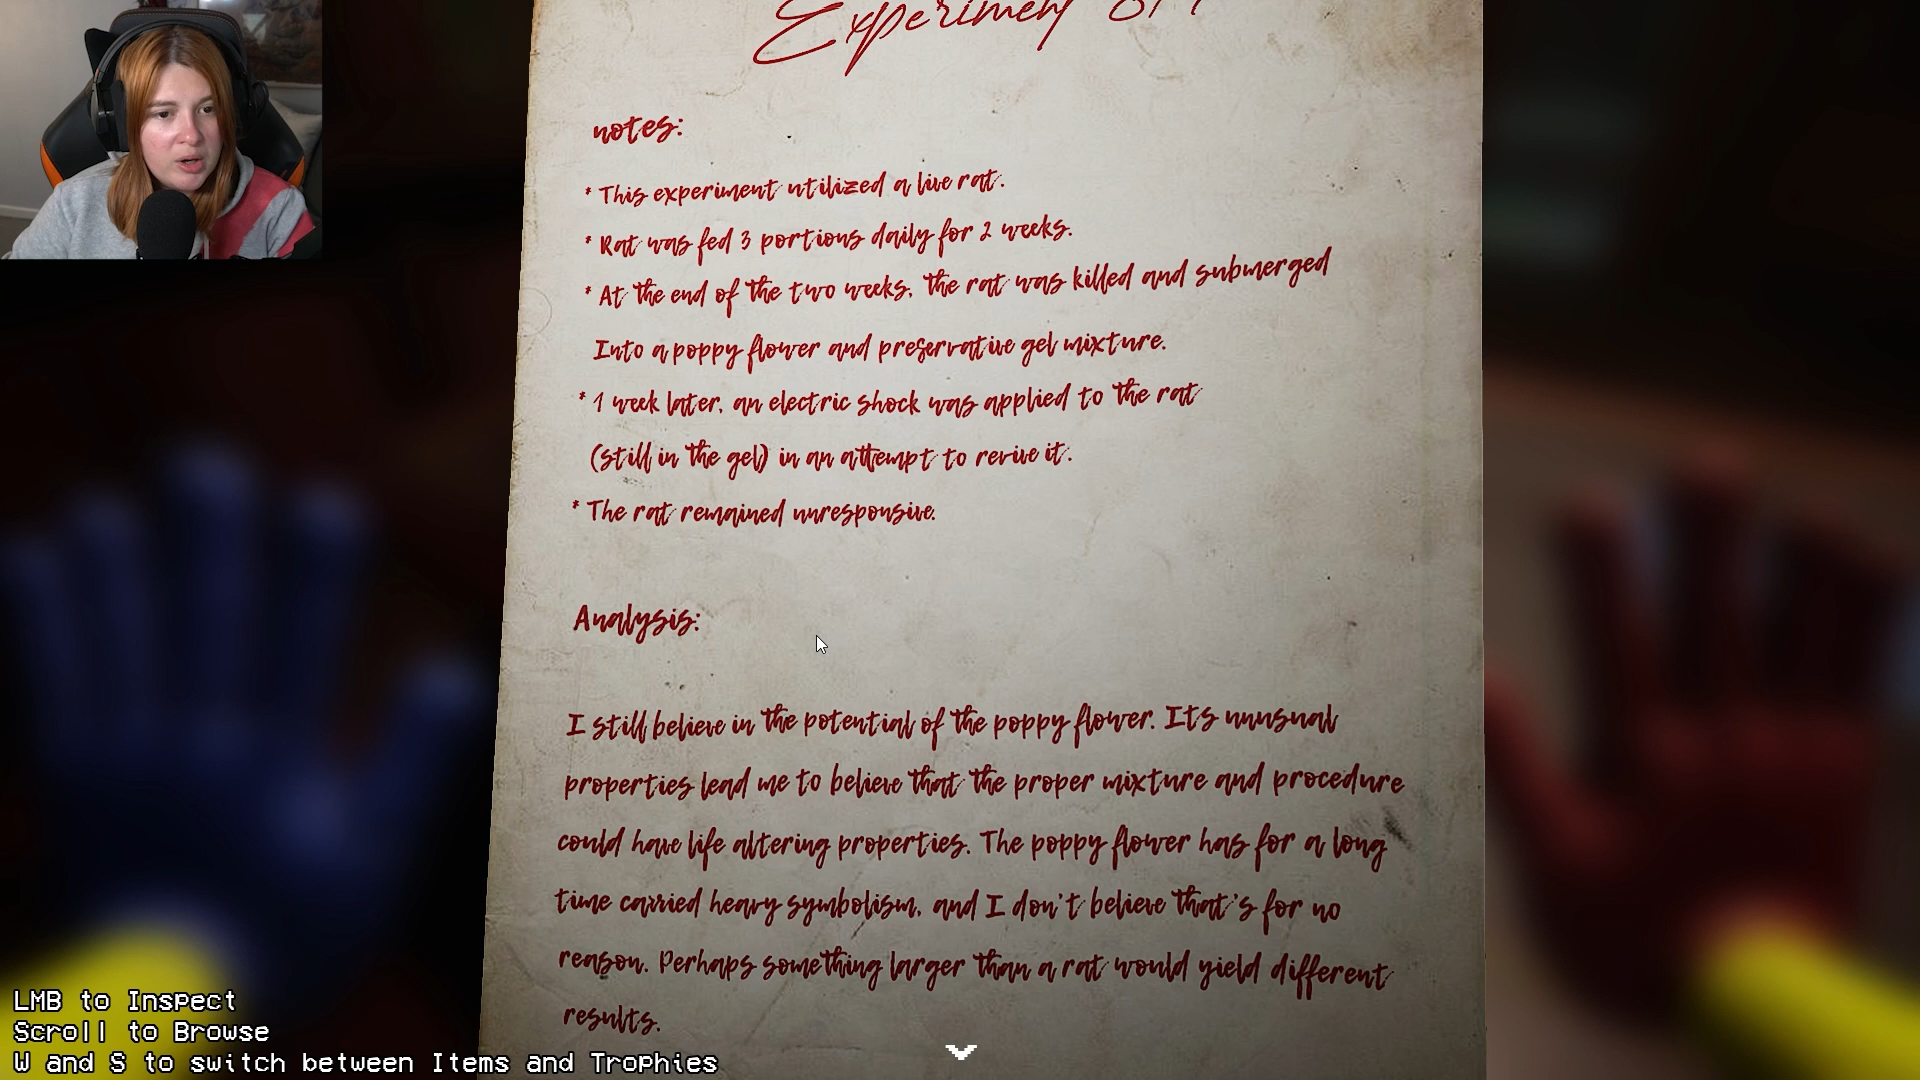 Experiment
notes:
* This experiment utilized a live rat.
* Rat was fed 3 portions daily for 2 weeks.
* At the end of the two weeks, the rat was killed and submerged
Into a poppy flower and preservative gel mixture.
* 1 week later, an electric shock was applied to the rat
(still in the gel) in an attempt to revive it.
* The rat remained unresponsive.
Analysis:
I still believe in the potential of the poppy flower. Its unusual
properties lead me to believe that the proper mixture and procedure
could have life altering properties. The poppy flower has for a long
time carried heavy symbolism, and I don't believe that's for no
reason. Perhaps something larger than a rat would yield different
results.
LMB to Inspect
Scroll to Browse
W and S to switch between Items and Trophies